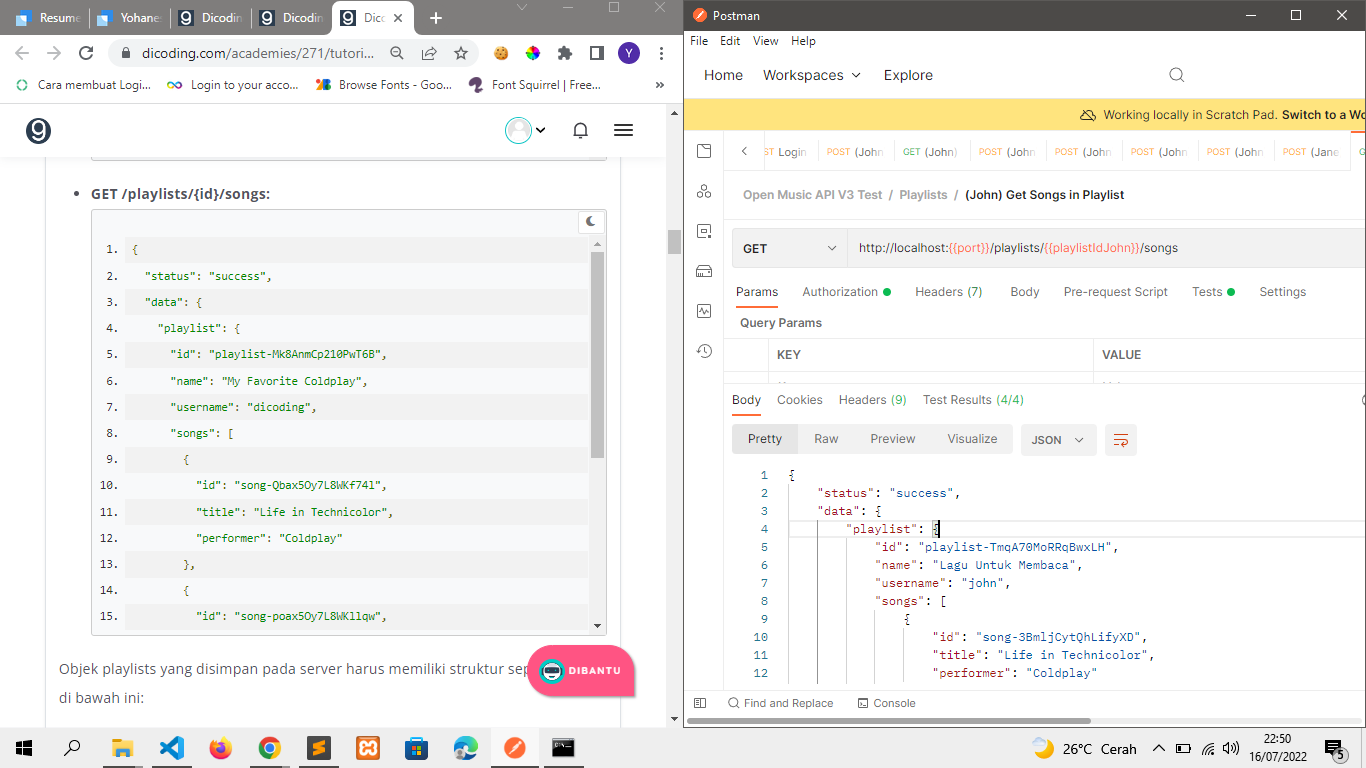 Resume
Yohane
Dicodin
Dicodin
Dic
dicoding.com/academies/271/tutori...
Y
Cara membuat Logi...
Login to your acco...
Browse Fonts - Goo...
Font Squirrel | Free...
»
GET /playlists/{id}/songs:
1. {
2. "status": "success",
3. "data": {
4. "playlist": {
5. "id": "playlist-Mk8AnmCp210PwT6B",
6. "name": "My Favorite Coldplay",
7. "username": "dicoding",
8. "songs": [
9. {
10. "id": "song-Qbax5Oy7L8WKf74l",
11. "title": "Life in Technicolor",
12. "performer": "Coldplay"
13. },
14. {
15. "id": "song-poax5Oy7L8WKllqw",
Objek playlists yang disimpan pada server harus memiliki struktur sep
di bawah ini:
DIBANTU
Postman
File Edit View Help
Home Workspaces Explore
Working locally in Scratch Pad. Switch to a Wo
ST Login
POST (John
GET (John)
POST (John
POST (John
POST (John
POST (John
POST (Jane
Open Music API V3 Test / Playlists / (John) Get Songs in Playlist
GET http://localhost:{{port}}/playlists/{{playlistIdJohn}}/songs
Params Authorization Headers (7) Body Pre-request Script Tests Settings
Query Params
KEY VALUE
Body Cookies Headers (9) Test Results (4/4)
Pretty Raw Preview Visualize JSON
1 {
2 "status": "success",
3 "data": {
4 "playlist": {
5 "id": "playlist-TmqA70MoRRqBwxLH",
6 "name": "Lagu Untuk Membaca",
7 "username": "john",
8 "songs": [
9 {
10 "id": "song-3BmljCytQhLifyXD",
11 "title": "Life in Technicolor",
12 "performer": "Coldplay"
Find and Replace Console
26°C Cerah
22:50
16/07/2022
5